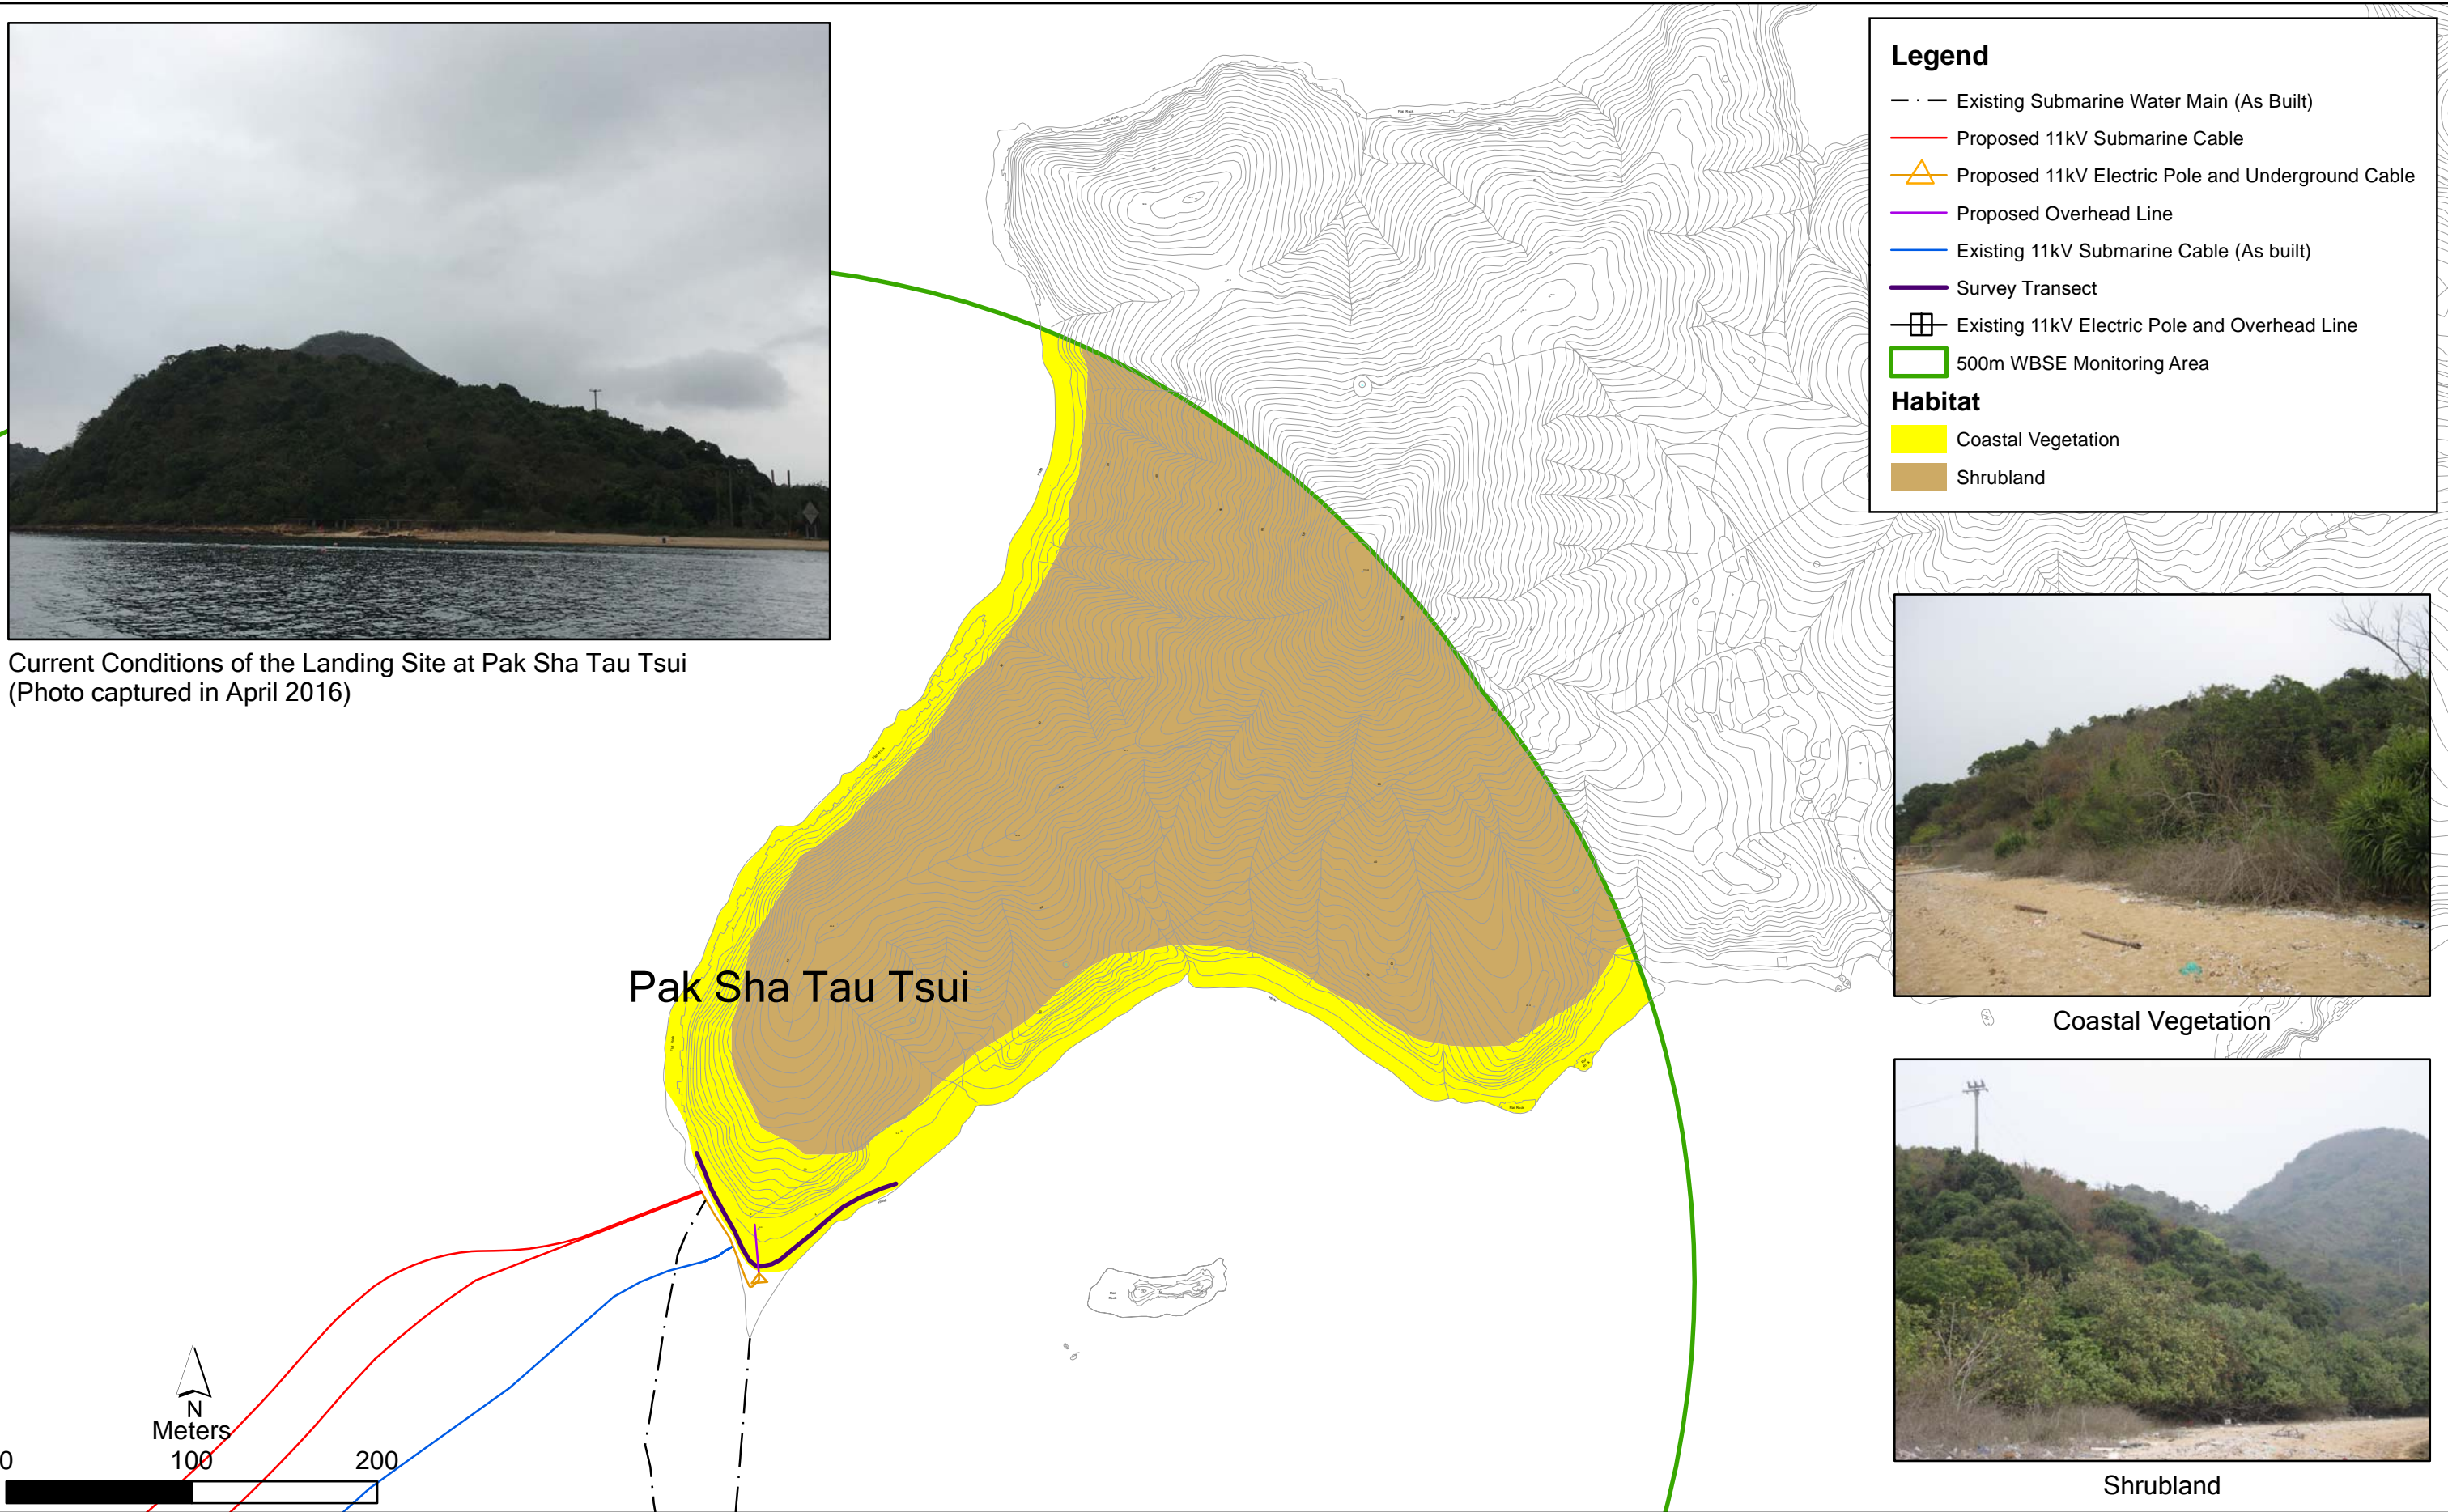 Current Conditions of the Landing Site at Pak Sha Tau Tsui
(Photo captured in April 2016)
Pak Sha Tau Tsui
N
Meters
0 100 200
Legend
Existing Submarine Water Main (As Built)
Proposed 11kV Submarine Cable
Proposed 11kV Electric Pole and Underground Cable
Proposed Overhead Line
Existing 11kV Submarine Cable (As built)
Survey Transect
Existing 11kV Electric Pole and Overhead Line
500m WBSE Monitoring Area
Habitat
Coastal Vegetation
Shrubland
Coastal Vegetation
Shrubland